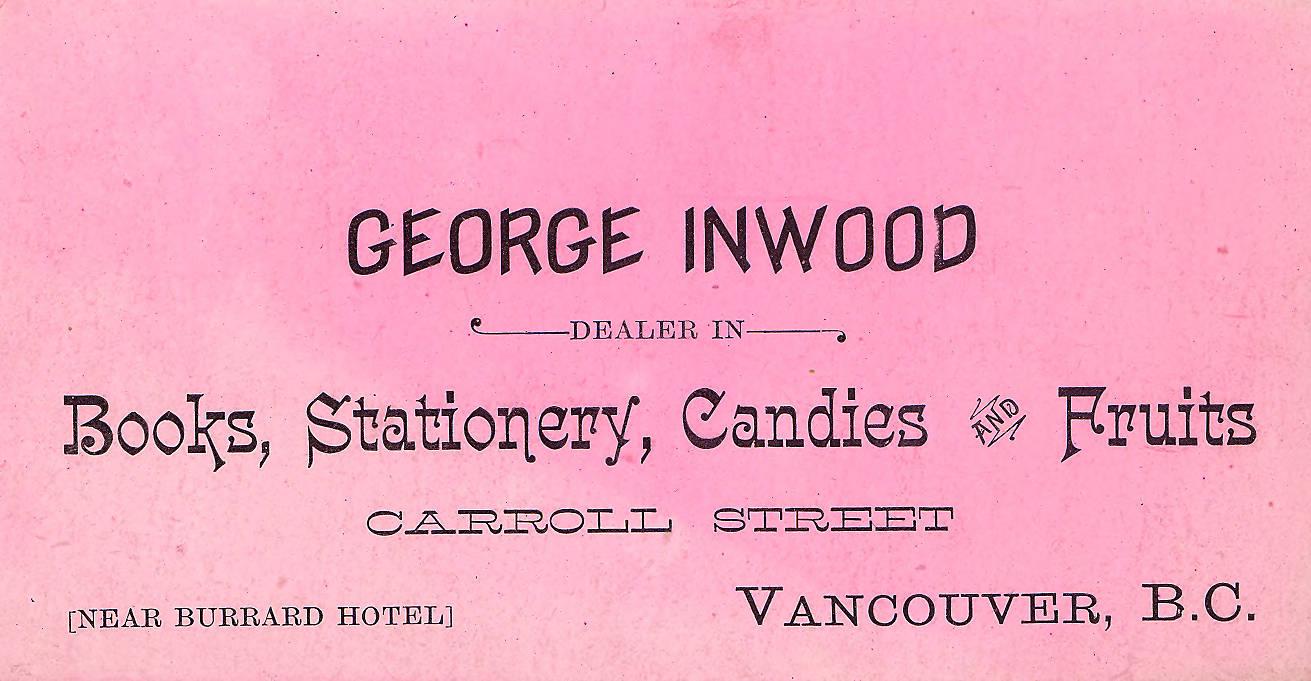 GEORGE INWOOD
DEALER IN
Books, Stationery, Candies AND Fruits
CARROLL STREET
[NEAR BURRARD HOTEL]
VANCOUVER, B.C.